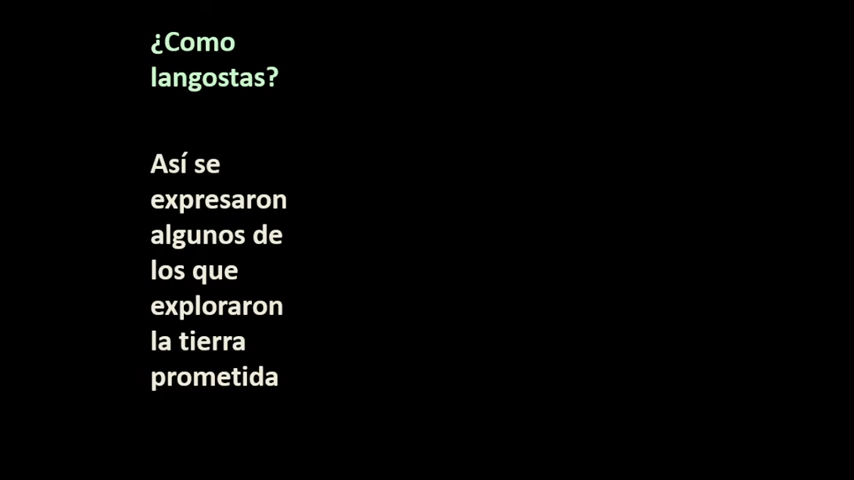 ¿Como
langostas?
Así se
expresaron
algunos de
los que
exploraron
la tierra
prometida